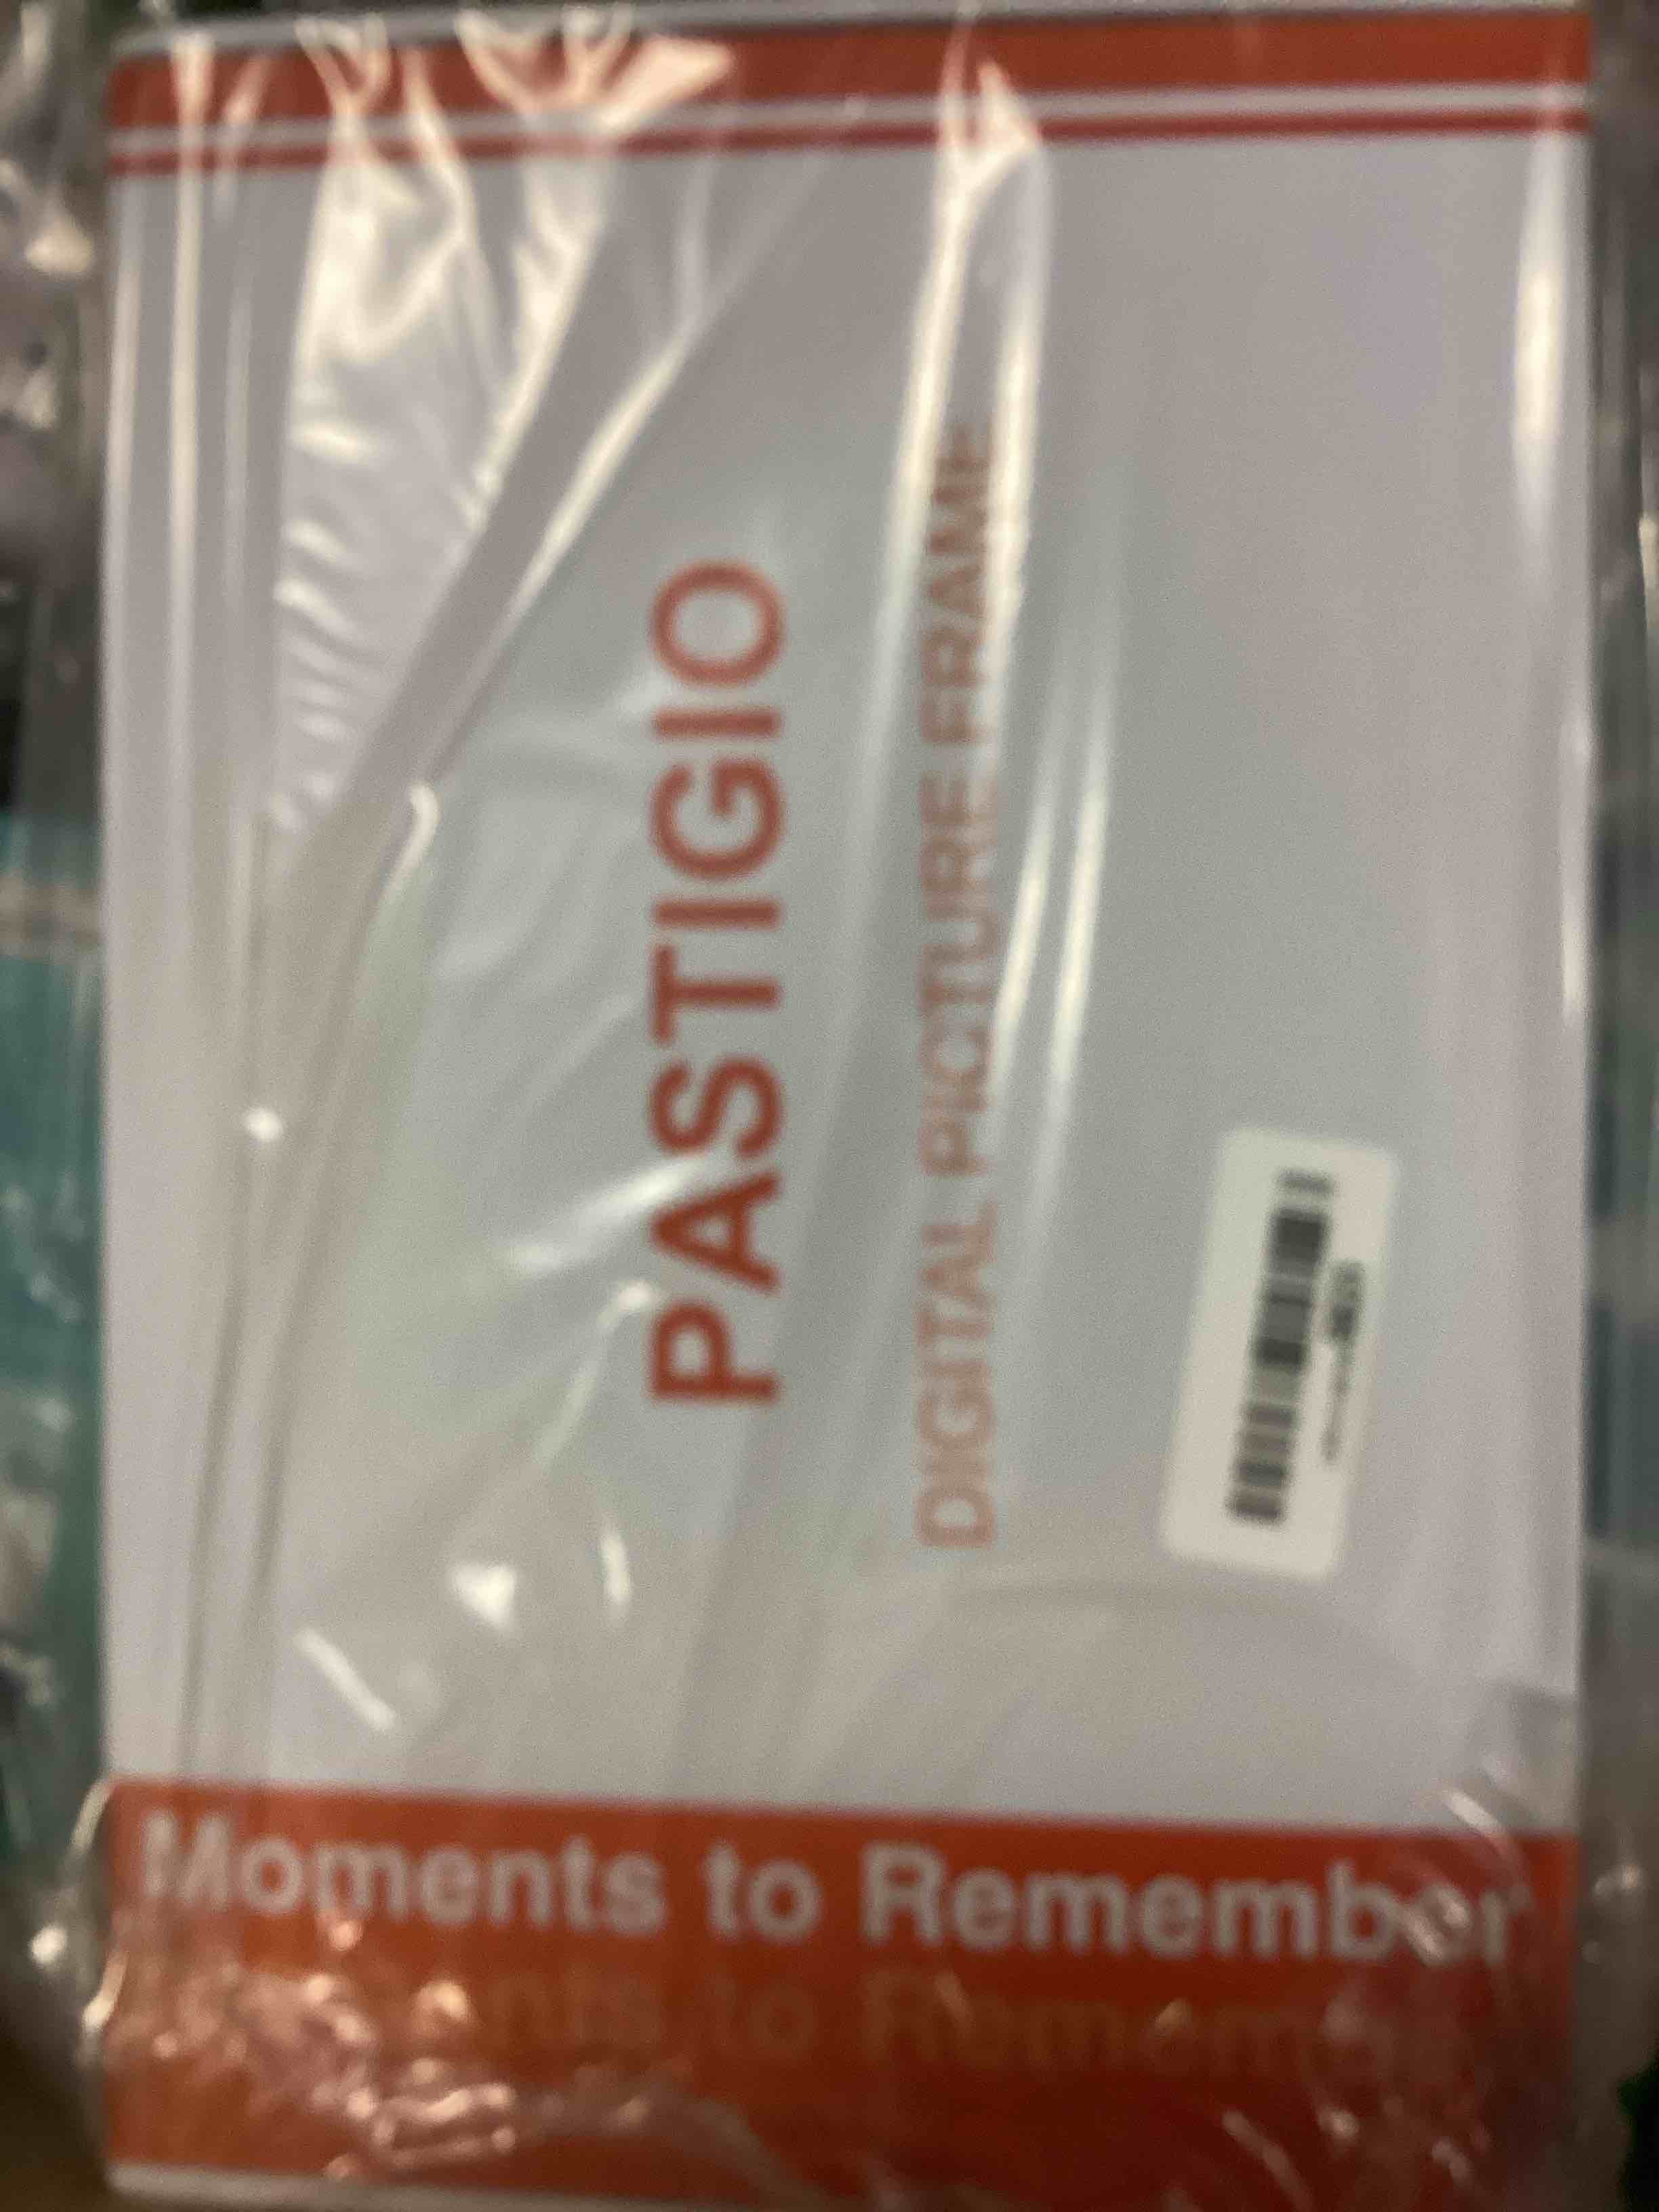 PASTIGIO
DIGITAL PICTURE FRAME
Moments to Remember